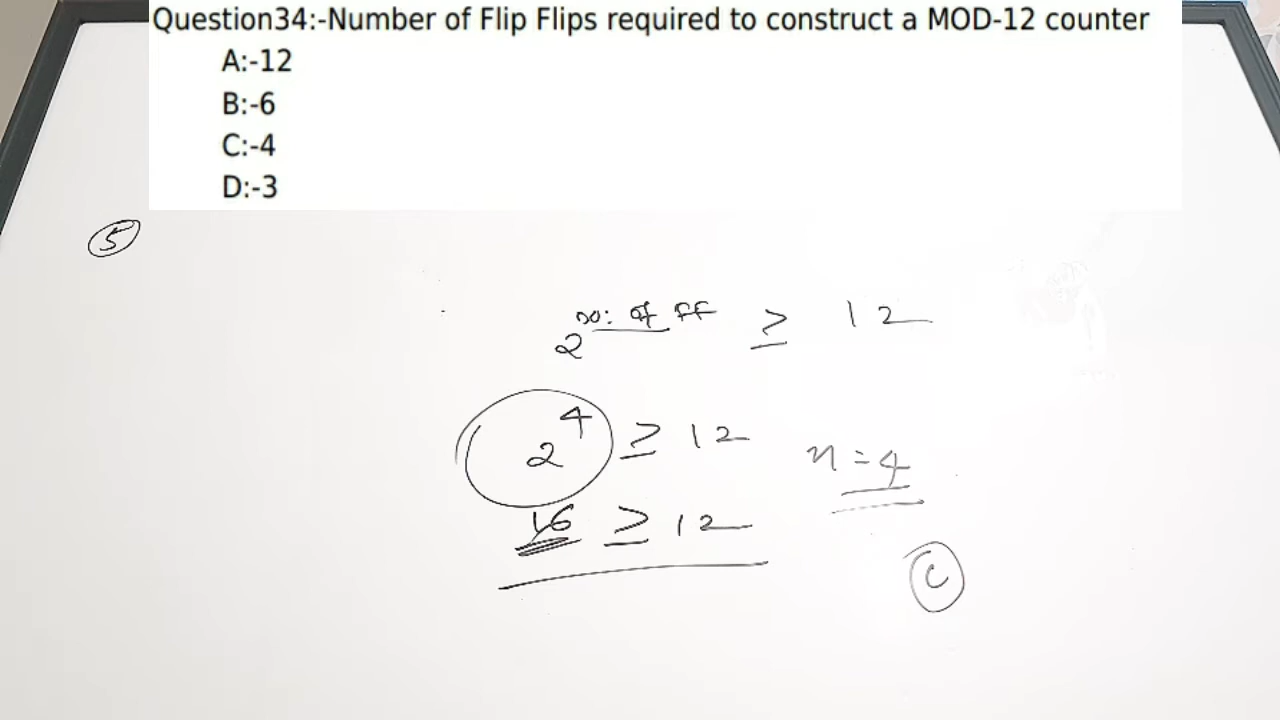 Question34:-Number of Flip Flips required to construct a MOD-12 counter
A:-12
B:-6
C:-4
D:-3
5
2^no: of FF ≥ 12
2^4 ≥ 12
n = 4
16 ≥ 12
C